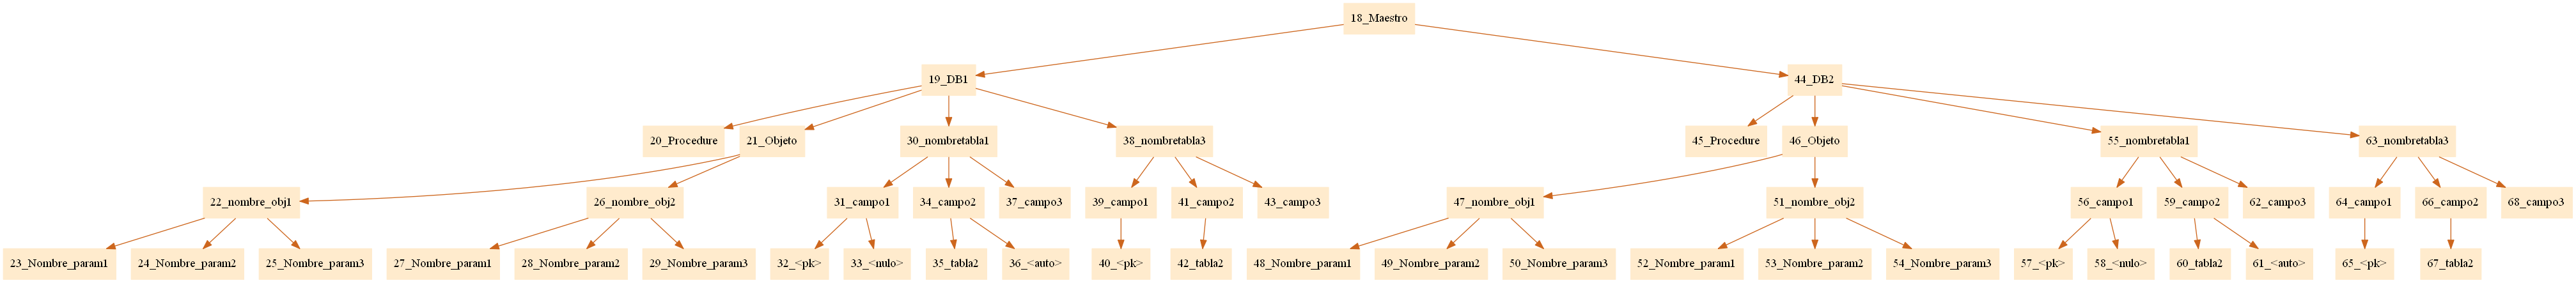 18_Maestro
19_DB1
44_DB2
20_Procedure
21_Objeto
30_nombretabla1
38_nombretabla3
45_Procedure
46_Objeto
55_nombretabla1
63_nombretabla3
22_nombre_obj1
26_nombre_obj2
31_campo1
34_campo2
37_campo3
39_campo1
41_campo2
43_campo3
47_nombre_obj1
51_nombre_obj2
56_campo1
59_campo2
62_campo3
64_campo1
66_campo2
68_campo3
23_Nombre_param1
24_Nombre_param2
25_Nombre_param3
27_Nombre_param1
28_Nombre_param2
29_Nombre_param3
32_<pk>
33_<nulo>
35_tabla2
36_<auto>
40_<pk>
42_tabla2
48_Nombre_param1
49_Nombre_param2
50_Nombre_param3
52_Nombre_param1
53_Nombre_param2
54_Nombre_param3
57_<pk>
58_<nulo>
60_tabla2
61_<auto>
65_<pk>
67_tabla2